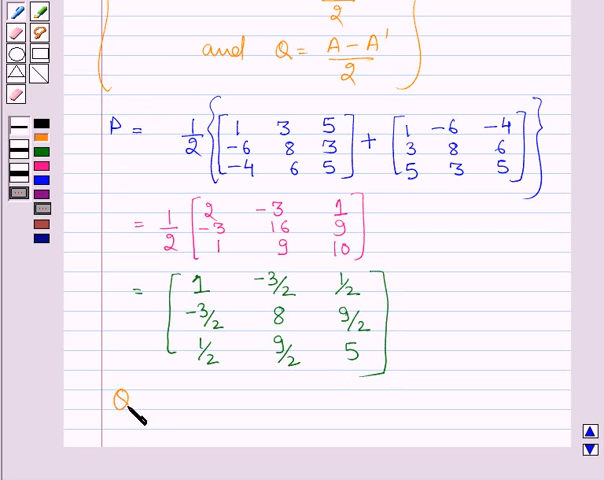 2
and Q = A - A' / 2
P = 1/2 { [ 1 3 5 ] + [ 1 -6 -4 ] }
[ -6 8 3 ] [ 3 8 6 ]
[ -4 6 5 ] [ 5 3 5 ]
= 1/2 [ 2 -3 1 ]
[ -3 16 9 ]
[ 1 9 10 ]
= [ 1 -3/2 1/2 ]
[ -3/2 8 9/2 ]
[ 1/2 9/2 5 ]
Q